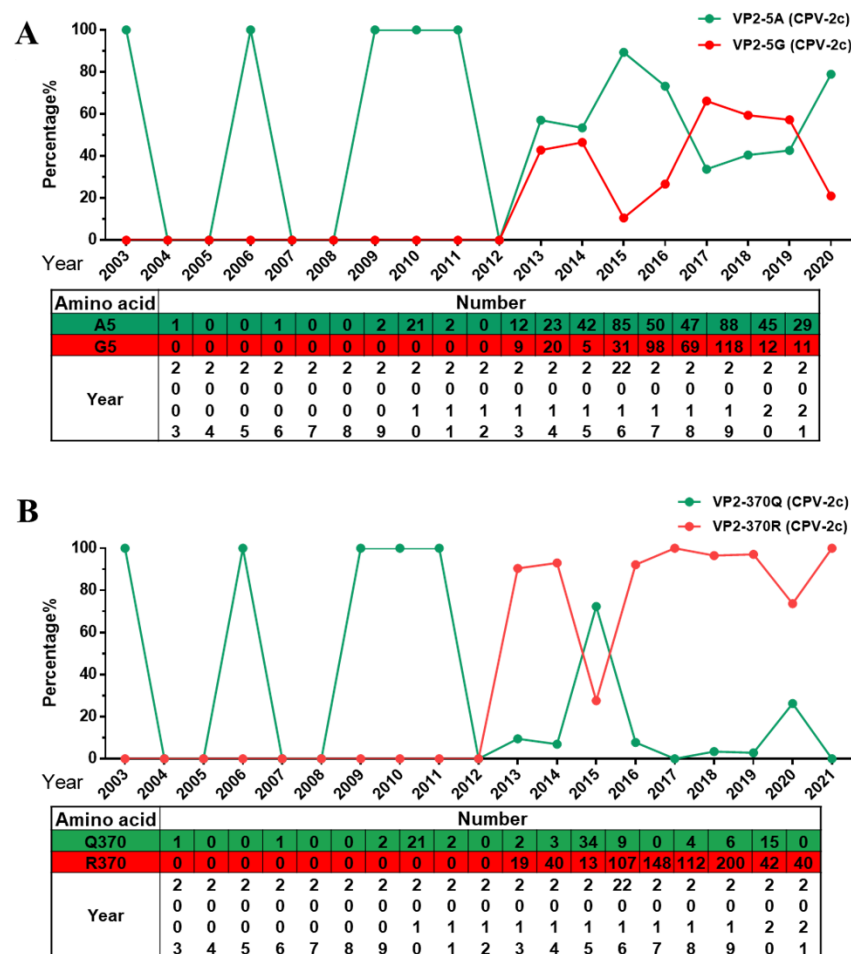 A
VP2-5A (CPV-2c)
VP2-5G (CPV-2c)
Percentage%
100
80
60
40
20
0
Year
2003 2004 2005 2006 2007 2008 2009 2010 2011 2012 2013 2014 2015 2016 2017 2018 2019 2020
Amino acid Number
A5 1 0 0 1 0 0 2 21 2 0 12 23 42 85 50 47 88 45 29
G5 0 0 0 0 0 0 0 0 0 0 9 20 5 31 98 69 118 12 11
2 2 2 2 2 2 2 2 2 2 2 2 2 22 2 2 2 2 2
0 0 0 0 0 0 0 0 0 0 0 0 0 0 0 0 0 0 0
Year
0 0 0 0 0 0 0 1 1 1 1 1 1 1 1 1 1 2 2
3 4 5 6 7 8 9 0 1 2 3 4 5 6 7 8 9 0 1
B
VP2-370Q (CPV-2c)
VP2-370R (CPV-2c)
Percentage%
100
80
60
40
20
0
Year
2003 2004 2005 2006 2007 2008 2009 2010 2011 2012 2013 2014 2015 2016 2017 2018 2019 2020 2021
Amino acid Number
Q370 1 0 0 1 0 0 2 21 2 0 2 3 34 9 0 4 6 15 0
R370 0 0 0 0 0 0 0 0 0 0 19 40 13 107 148 112 200 42 40
2 2 2 2 2 2 2 2 2 2 2 2 2 22 2 2 2 2 2
0 0 0 0 0 0 0 0 0 0 0 0 0 0 0 0 0 0 0
Year
0 0 0 0 0 0 0 1 1 1 1 1 1 1 1 1 1 2 2
3 4 5 6 7 8 9 0 1 2 3 4 5 6 7 8 9 0 1